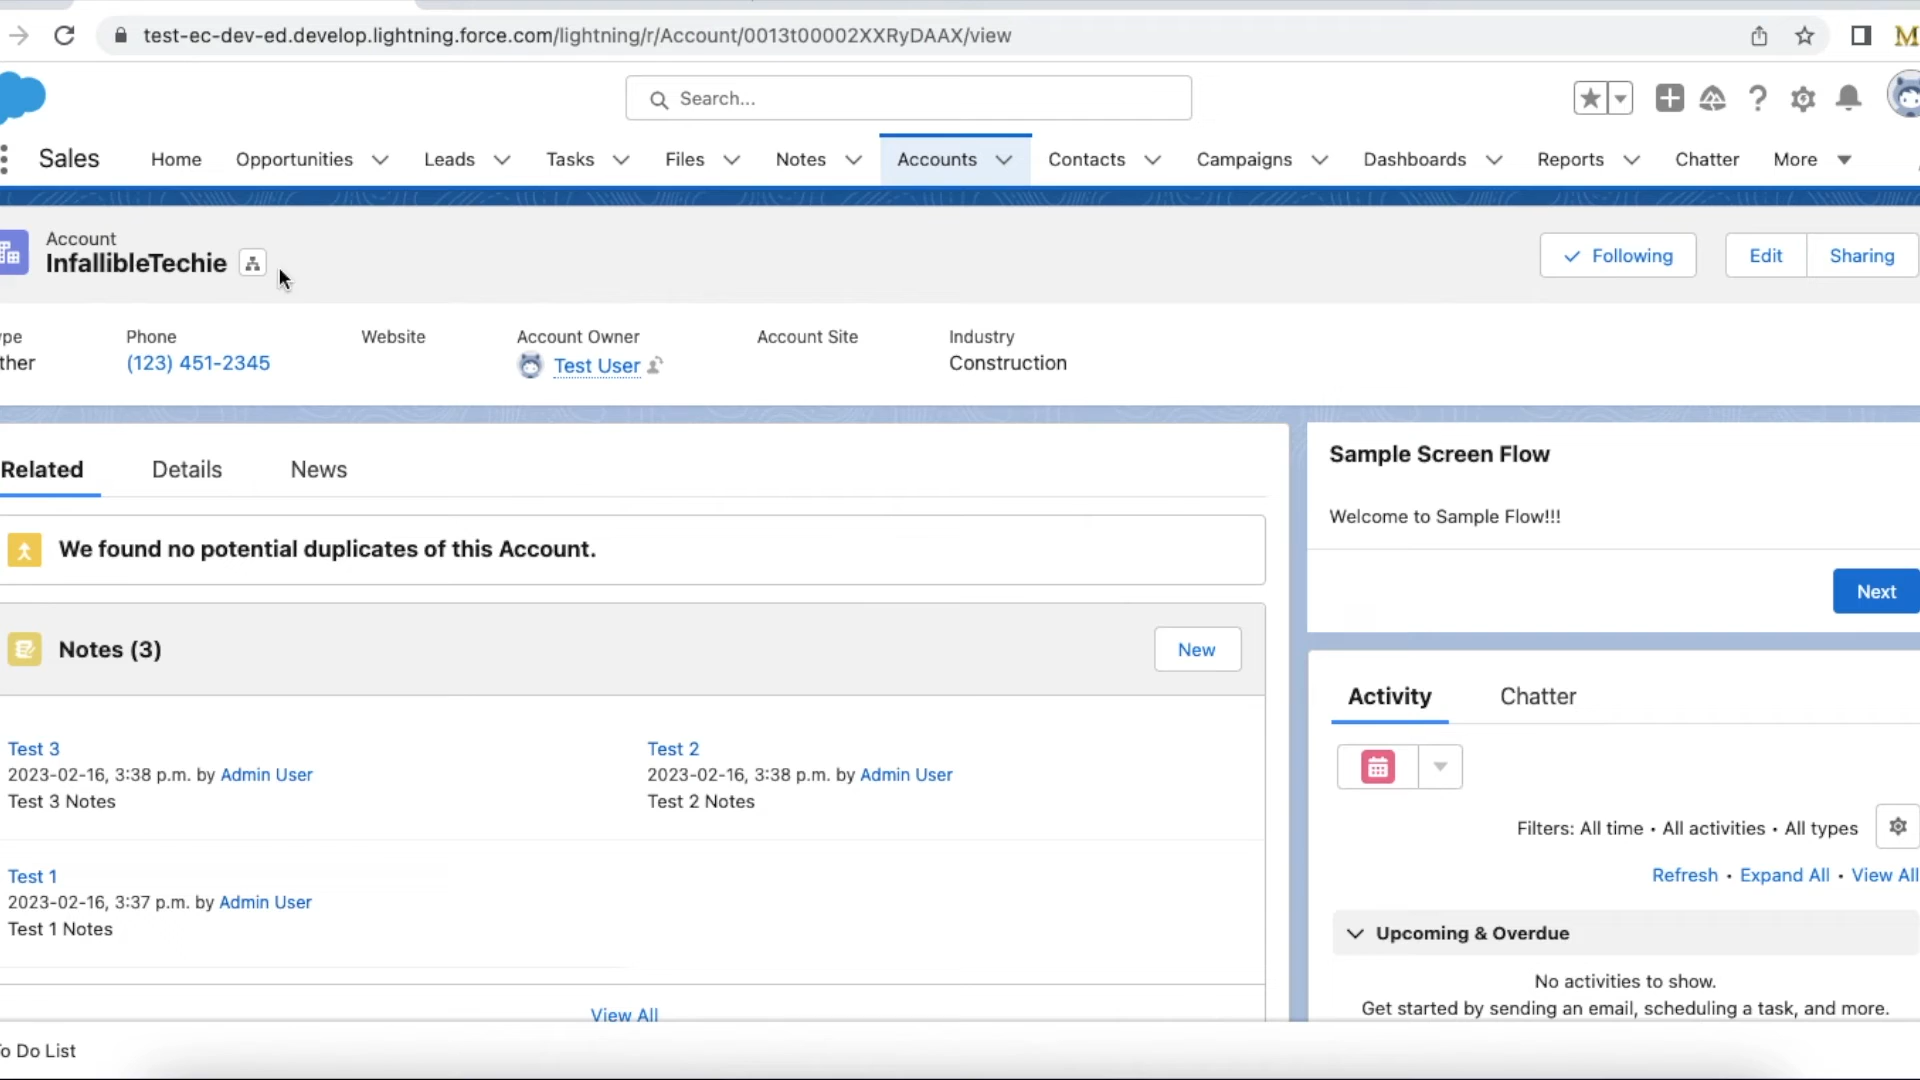 test-ec-dev-ed.develop.lightning.force.com/lightning/r/Account/0013t00002XXRyDAAX/view
M
Search...
Sales Home Opportunities Leads Tasks Files Notes Accounts Contacts Campaigns Dashboards Reports Chatter More
Account
InfallibleTechie
Following Edit Sharing
ype Phone Website Account Owner Account Site Industry
ther (123) 451-2345 Test User Construction
Related Details News
We found no potential duplicates of this Account.
Notes (3) New
Test 3
2023-02-16, 3:38 p.m. by Admin User
Test 3 Notes
Test 2
2023-02-16, 3:38 p.m. by Admin User
Test 2 Notes
Test 1
2023-02-16, 3:37 p.m. by Admin User
Test 1 Notes
View All
Sample Screen Flow
Welcome to Sample Flow!!!
Next
Activity Chatter
Filters: All time • All activities • All types
Refresh • Expand All • View All
Upcoming & Overdue
No activities to show.
Get started by sending an email, scheduling a task, and more.
o Do List